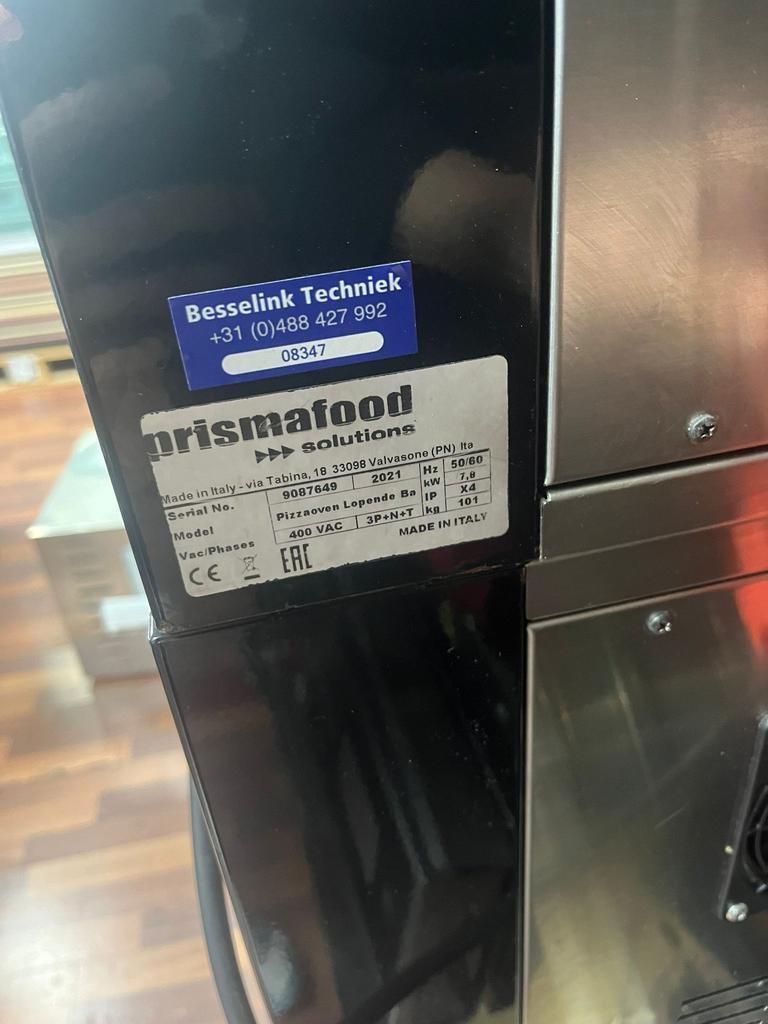 Besselink Techniek
+31 (0)488 427 992
08347
prismafood
solutions
Made in Italy - via Tabina, 18 33098 Valvasone (PN) Ita
Serial No. 9087649 2021 Hz 50/60
Model Pizzaoven Lopende Ba kW 7,8
IP X4
Vac/Phases 400 VAC 3P+N+T kg 101
CE EAC MADE IN ITALY